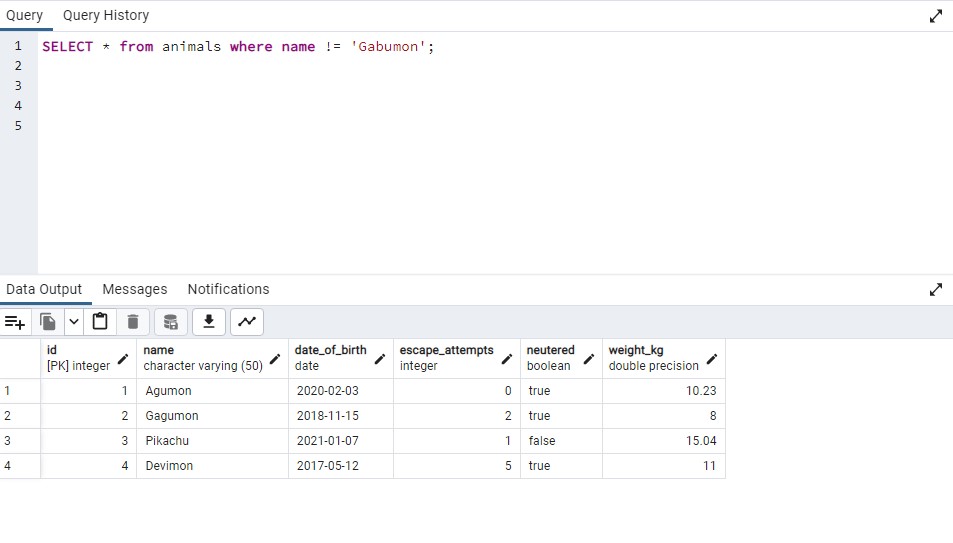 Query Query History
1 SELECT * from animals where name != 'Gabumon';
2
3
4
5
Data Output Messages Notifications
id name date_of_birth escape_attempts neutered weight_kg
[PK] integer character varying (50) date integer boolean double precision
1 1 Agumon 2020-02-03 0 true 10.23
2 2 Gagumon 2018-11-15 2 true 8
3 3 Pikachu 2021-01-07 1 false 15.04
4 4 Devimon 2017-05-12 5 true 11